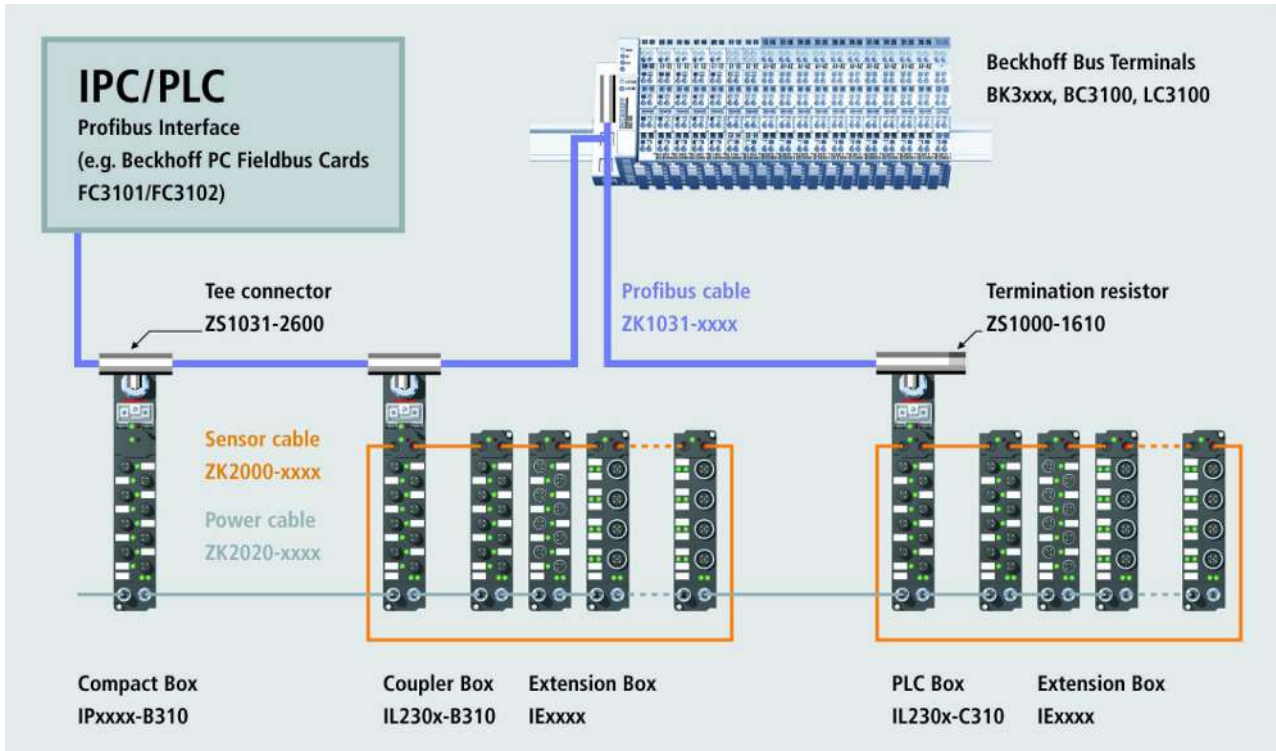 IPC/PLC
Profibus Interface
(e.g. Beckhoff PC Fieldbus Cards
FC3101/FC3102)
Beckhoff Bus Terminals
BK3xxx, BC3100, LC3100
Tee connector
ZS1031-2600
Profibus cable
ZK1031-xxxx
Termination resistor
ZS1000-1610
Sensor cable
ZK2000-xxxx
Power cable
ZK2020-xxxx
Compact Box
IPxxxx-B310
Coupler Box
IL230x-B310
Extension Box
IExxxx
PLC Box
IL230x-C310
Extension Box
IExxxx